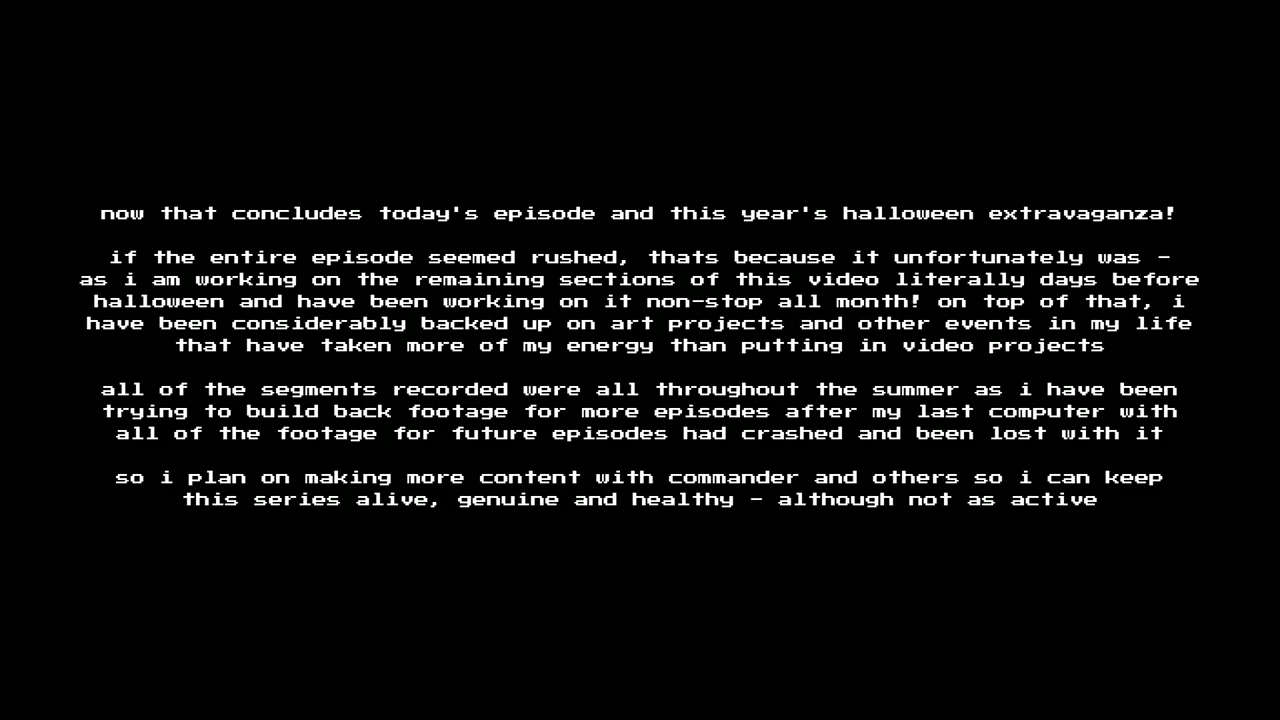 now that concludes today's episode and this year's halloween extravaganza!
if the entire episode seemed rushed, thats because it unfortunately was -
as i am working on the remaining sections of this video literally days before
halloween and have been working on it non-stop all month! on top of that, i
have been considerably backed up on art projects and other events in my life
that have taken more of my energy than putting in video projects
all of the segments recorded were all throughout the summer as i have been
trying to build back footage for more episodes after my last computer with
all of the footage for future episodes had crashed and been lost with it
so i plan on making more content with commander and others so i can keep
this series alive, genuine and healthy - although not as active